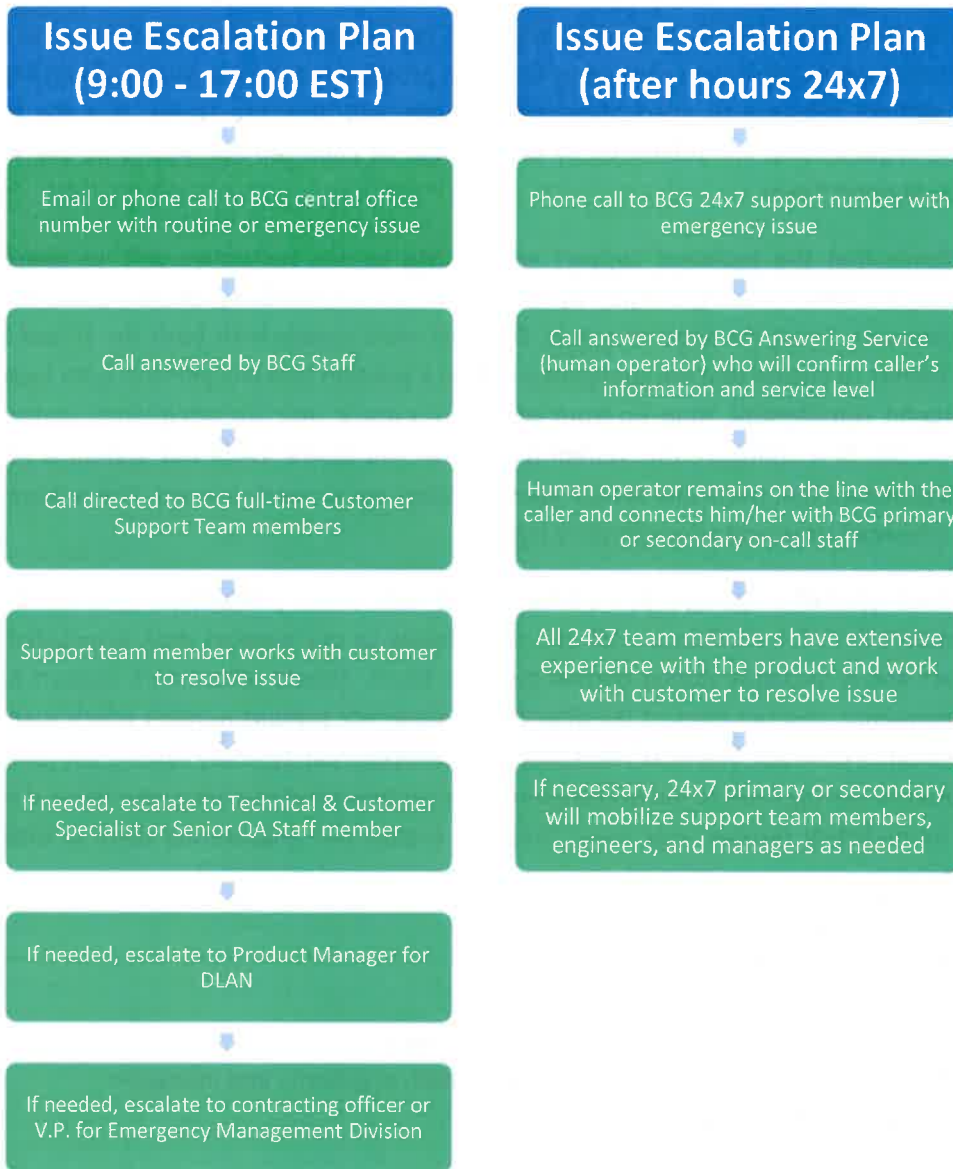 Issue Escalation Plan
(9:00 - 17:00 EST)
Email or phone call to BCG central office
number with routine or emergency issue
Call answered by BCG Staff
Call directed to BCG full-time Customer
Support Team members
Support team member works with customer
to resolve issue
If needed, escalate to Technical & Customer
Specialist or Senior QA Staff member
If needed, escalate to Product Manager for
DLAN
If needed, escalate to contracting officer or
V.P. for Emergency Management Division
Issue Escalation Plan
(after hours 24x7)
Phone call to BCG 24x7 support number with
emergency issue
Call answered by BCG Answering Service
(human operator) who will confirm caller's
information and service level
Human operator remains on the line with the
caller and connects him/her with BCG primary
or secondary on-call staff
All 24x7 team members have extensive
experience with the product and work
with customer to resolve issue
If necessary, 24x7 primary or secondary
will mobilize support team members,
engineers, and managers as needed